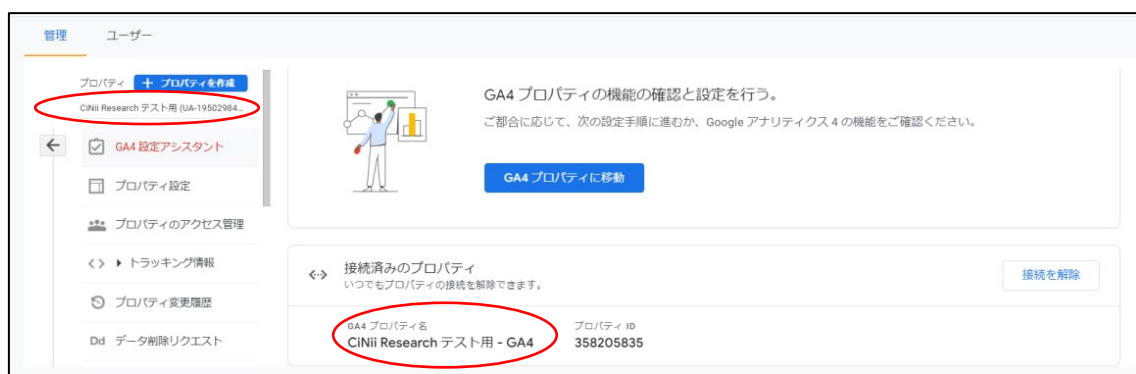 管理 ユーザー
プロパティ + プロパティを作成
CiNii Research テスト用 (UA-19502984...
GA4 設定アシスタント
プロパティ設定
プロパティのアクセス管理
トラッキング情報
プロパティ変更履歴
Dd データ削除リクエスト
GA4 プロパティの機能の確認と設定を行う。
ご都合に応じて、次の設定手順に進むか、Google アナリティクス 4 の機能をご確認ください。
GA4 プロパティに移動
接続済みのプロパティ
いつでもプロパティの接続を解除できます。
接続を解除
GA4 プロパティ名 プロパティ ID
CiNii Research テスト用 - GA4 358205835